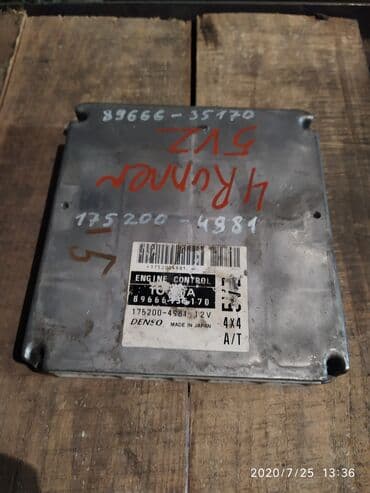 89666-35170
5VZ
4Runner
175200-4981
ENGINE CONTROL
TOYOTA
89666-35170
175200-4981 12V
DENSO MADE IN JAPAN
4X4
A/T
2020/7/25 13:36